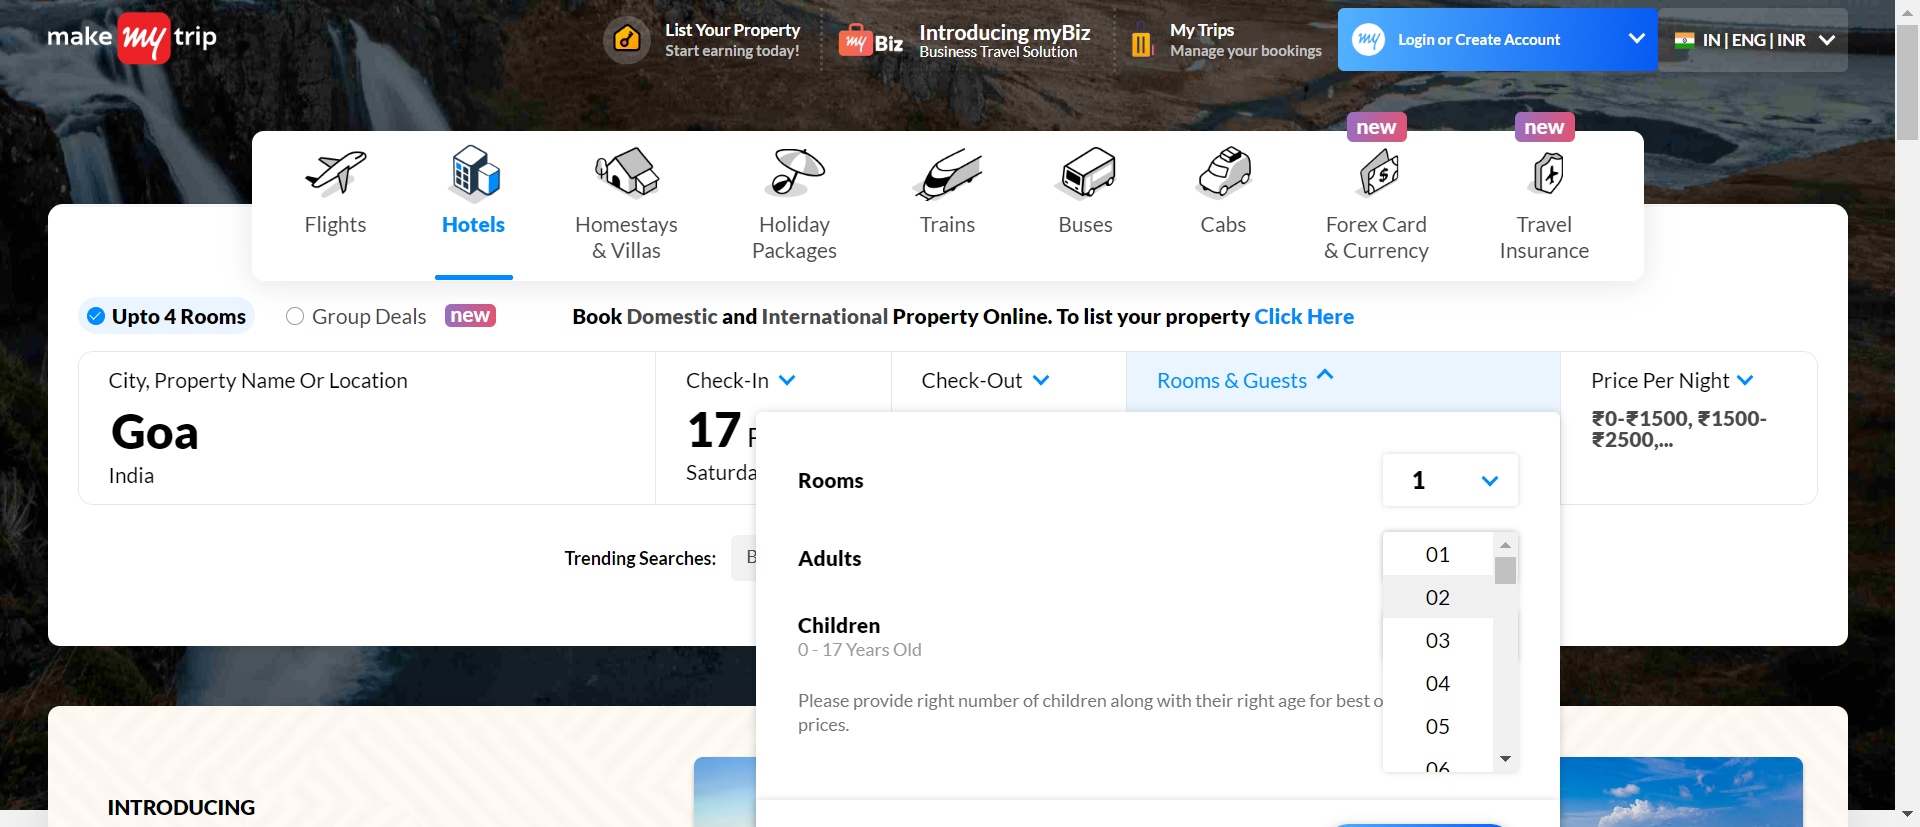 make my trip
List Your Property
Start earning today!
my Biz
Introducing myBiz
Business Travel Solution
My Trips
Manage your bookings
my
Login or Create Account
IN | ENG | INR
new
new
Flights
Hotels
Homestays
& Villas
Holiday
Packages
Trains
Buses
Cabs
Forex Card
& Currency
Travel
Insurance
Upto 4 Rooms
Group Deals
new
Book Domestic and International Property Online. To list your property Click Here
City, Property Name Or Location
Goa
India
Check-In
17
Saturda
Check-Out
Rooms & Guests
Price Per Night
₹0-₹1500, ₹1500-
₹2500,...
Rooms
1
Trending Searches:
B
Adults
01
02
03
04
05
06
Children
0 - 17 Years Old
Please provide right number of children along with their right age for best o
prices.
INTRODUCING